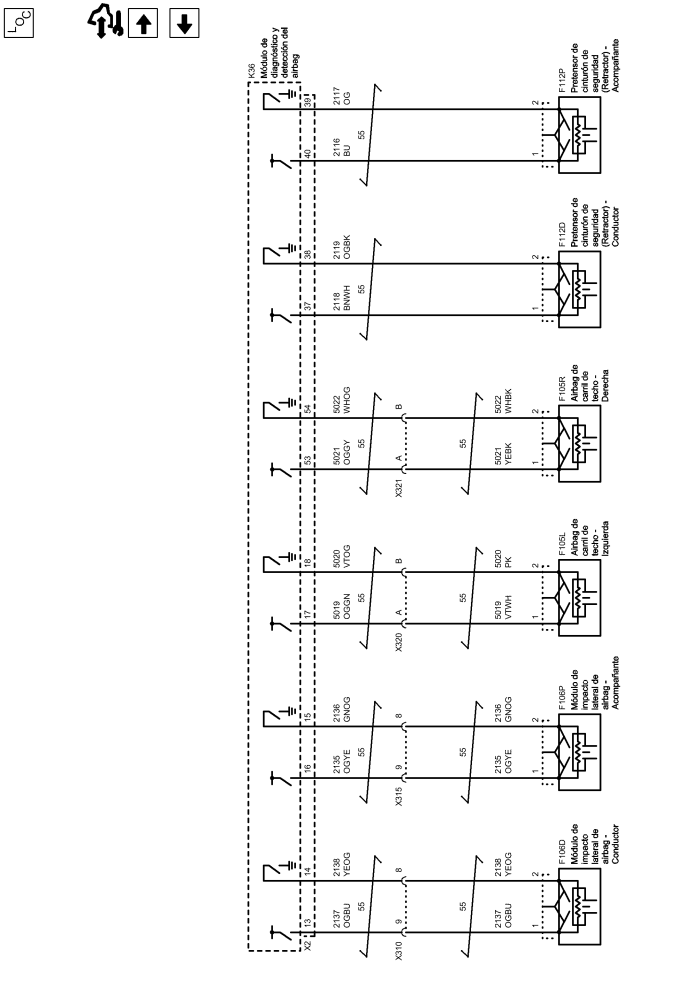 LOC
K36
Módulo de
diagnóstico y
detección del
airbag
X2
13
14
16
15
17
18
53
54
37
38
40
39
2137
OGBU
2138
YEOG
2135
OGYE
2136
GNOG
5019
OGGN
5020
VTOG
5021
OGGY
5022
WHOG
2118
BNWH
2119
OGBK
2116
BU
2117
OG
55
55
55
55
55
55
X310
9
8
X315
9
8
X320
A
B
X321
A
B
55
55
55
55
2137
OGBU
2138
YEOG
2135
OGYE
2136
GNOG
5019
VTWH
5020
PK
5021
YEBK
5022
WHBK
1
2
1
2
1
2
1
2
1
2
1
2
F106D
Módulo de
impacto
lateral de
airbag -
Conductor
F106P
Módulo de
impacto
lateral de
airbag -
Acompañante
F105L
Airbag de
carril de
techo -
Izquierda
F105R
Airbag de
carril de
techo -
Derecha
F112D
Pretensor de
cinturón de
seguridad
(Retractor) -
Conductor
F112P
Pretensor de
cinturón de
seguridad
(Retractor) -
Acompañante